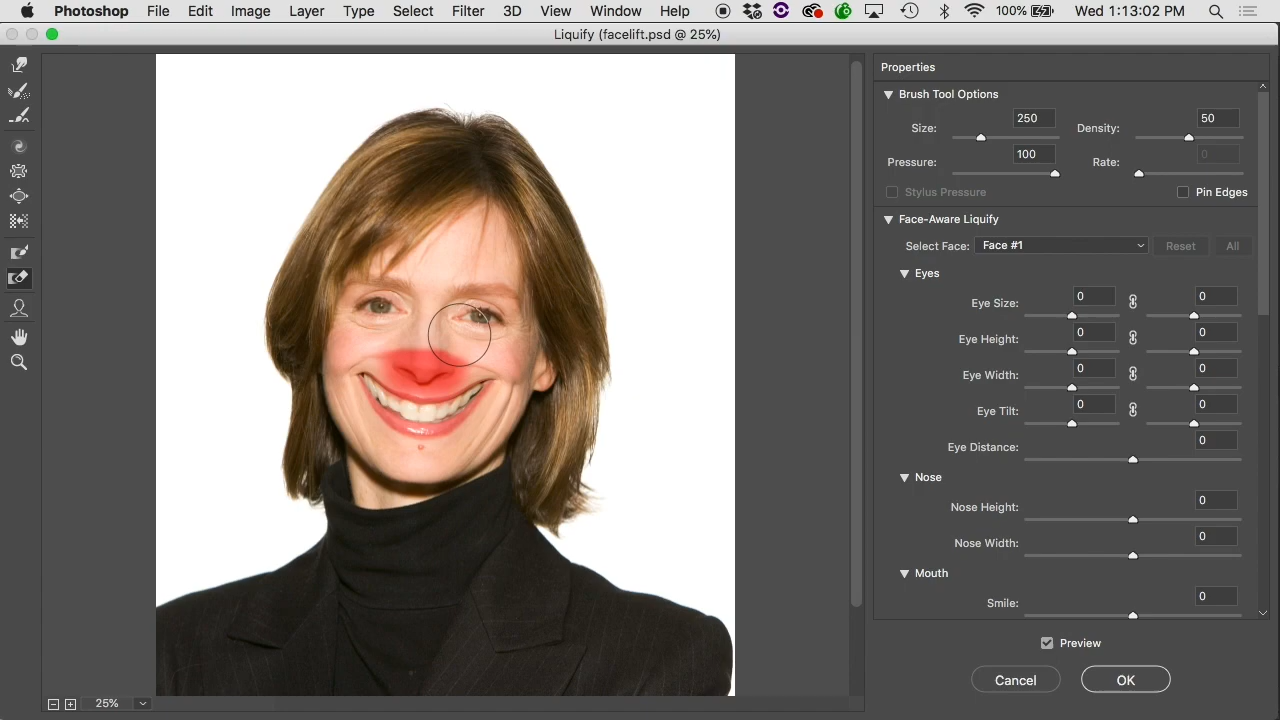 Photoshop File Edit Image Layer Type Select Filter 3D View Window Help 100% Wed 1:13:02 PM
Liquify (facelift.psd @ 25%)
Properties
Brush Tool Options
Size: 250 Density: 50
Pressure: 100 Rate: 0
Stylus Pressure Pin Edges
Face-Aware Liquify
Select Face: Face #1 Reset All
Eyes
Eye Size: 0 0
Eye Height: 0 0
Eye Width: 0 0
Eye Tilt: 0 0
Eye Distance: 0
Nose
Nose Height: 0
Nose Width: 0
Mouth
Smile: 0
Preview
Cancel OK
25%